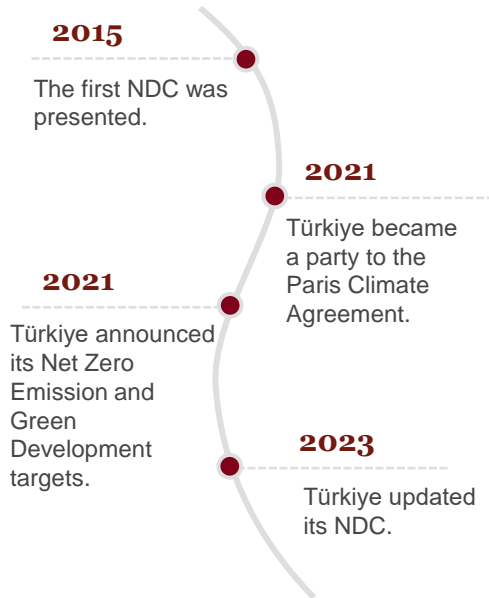 2015
The first NDC was
presented.
2021
Türkiye became
a party to the
Paris Climate
Agreement.
2021
Türkiye announced
its Net Zero
Emission and
Green
Development
targets.
2023
Türkiye updated
its NDC.